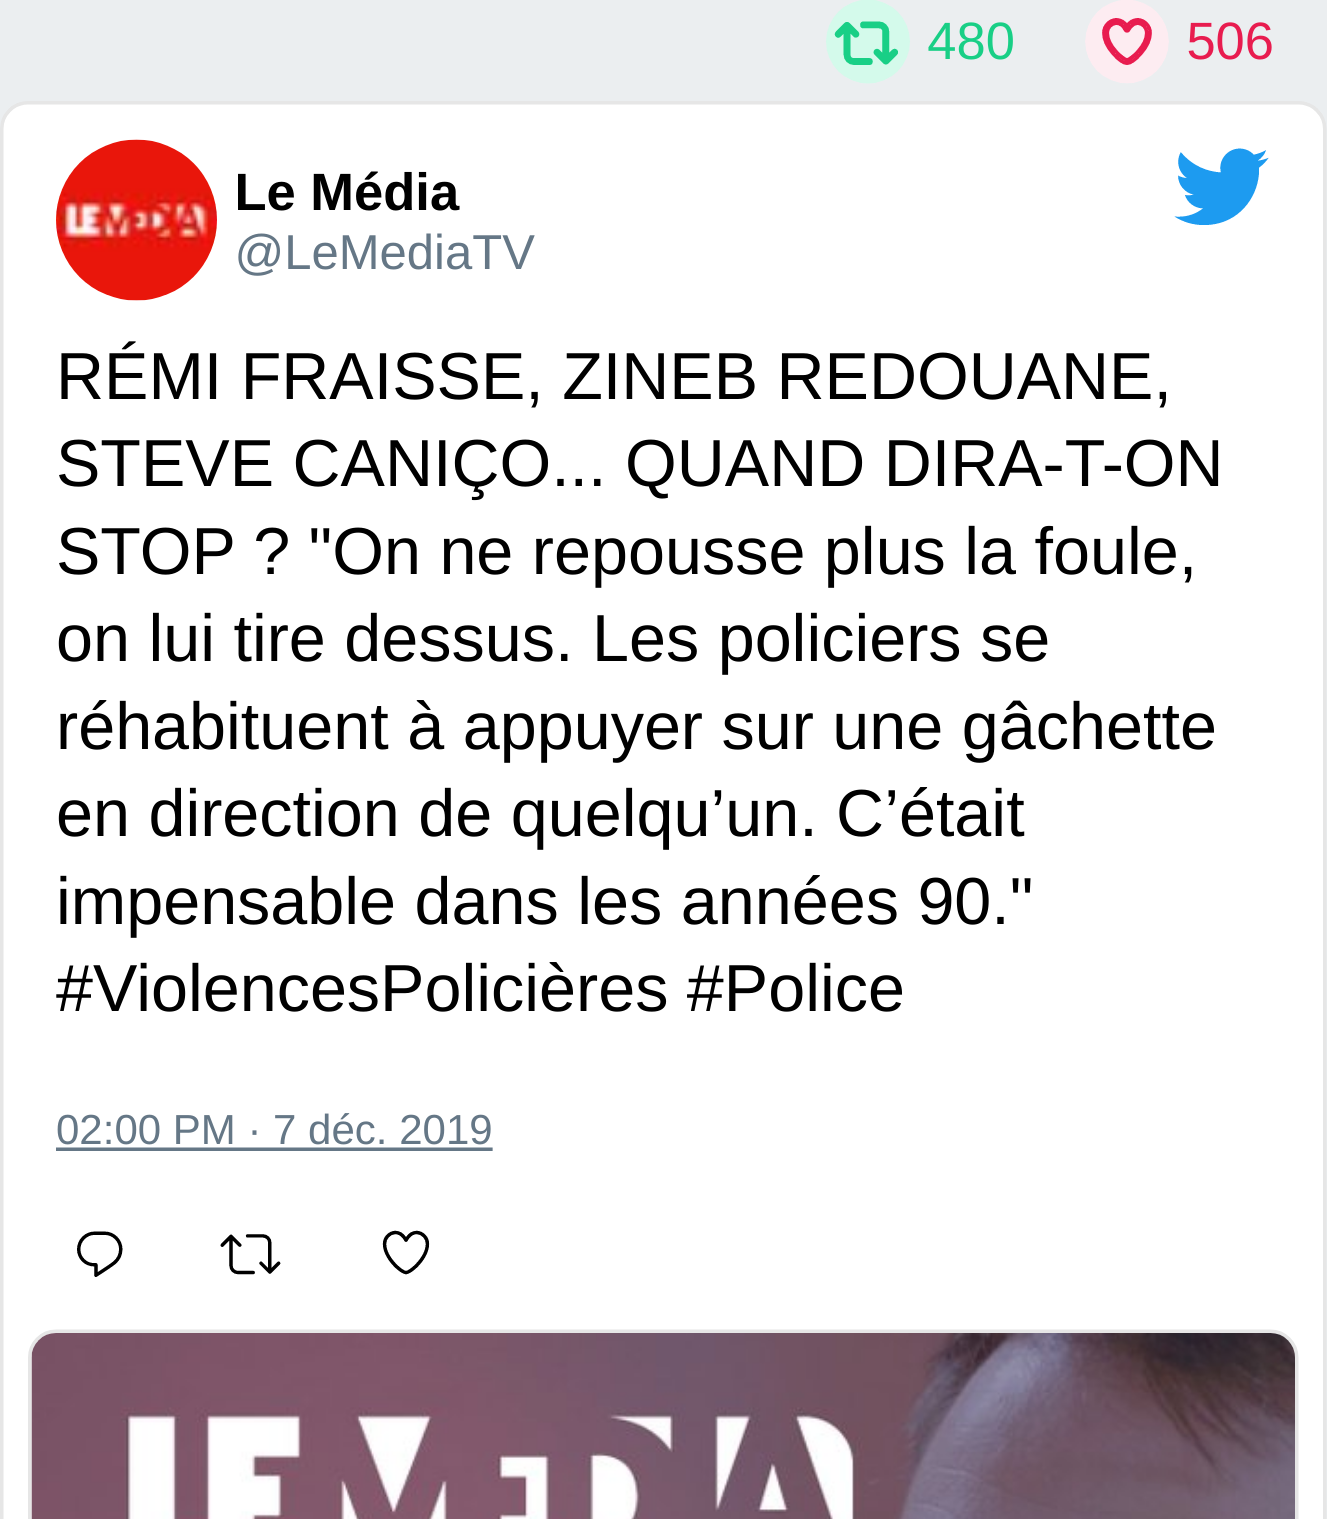 480 506
LE MEDIA
Le Média
@LeMediaTV
RÉMI FRAISSE, ZINEB REDOUANE,
STEVE CANIÇO... QUAND DIRA-T-ON
STOP ? "On ne repousse plus la foule,
on lui tire dessus. Les policiers se
réhabituent à appuyer sur une gâchette
en direction de quelqu’un. C’était
impensable dans les années 90."
#ViolencesPolicières #Police
02:00 PM · 7 déc. 2019
LE MEDIA